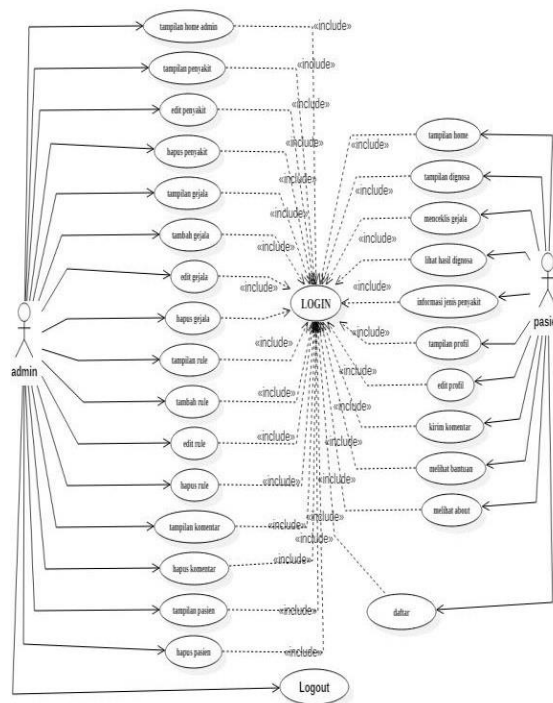 tampilan home admin
«include»
tampilan penyakit
«include»
edit penyakit
«include»
hapus penyakit
«include»
tampilan gejala
«include»
tambah gejala
«include»
edit gejala
«include»
hapus gejala
«include»
tampilan rule
«include»
tambah rule
«include»
edit rule
«include»
hapus rule
«include»
tampilan komentar
«include»
hapus komentar
«include»
tampilan pasien
«include»
hapus pasien
«include»
admin
LOGIN
Logout
tampilan home
«include»
tampilan dignosa
«include»
menceklis gejala
«include»
lihat hasil dignosa
«include»
informasi jenis penyakit
«include»
tampilan profil
«include»
edit profil
«include»
kirim komentar
«include»
melihat bantuan
«include»
melihar about
«include»
daftar
«include»
pasie